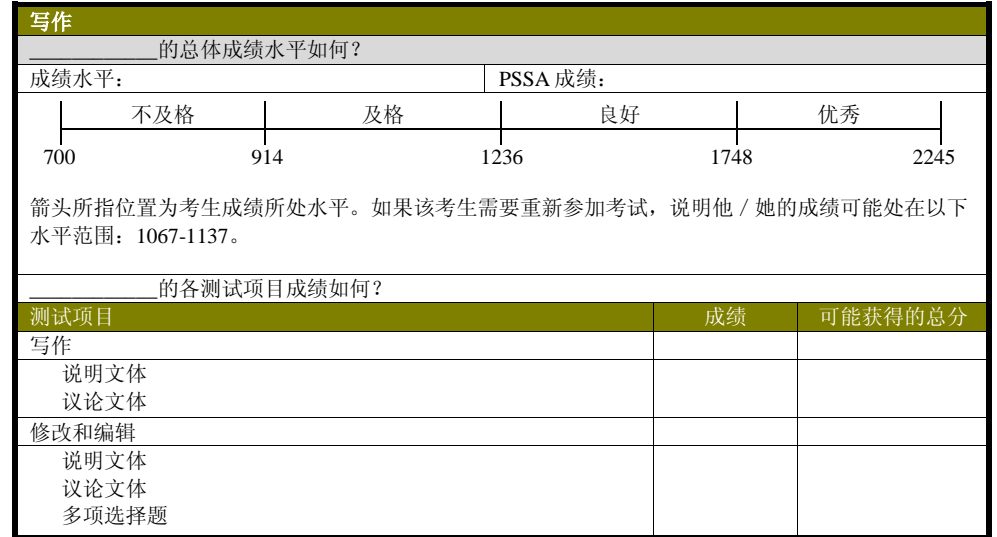 写作
____________的总体成绩水平如何？
成绩水平： PSSA 成绩：
不及格 及格 良好 优秀
700 914 1236 1748 2245
箭头所指位置为考生成绩所处水平。如果该考生需要重新参加考试，说明他 / 她的成绩可能处在以下
水平范围：1067-1137。
____________的各测试项目成绩如何？
测试项目 成绩 可能获得的总分
写作
说明文体
议论文体
修改和编辑
说明文体
议论文体
多项选择题